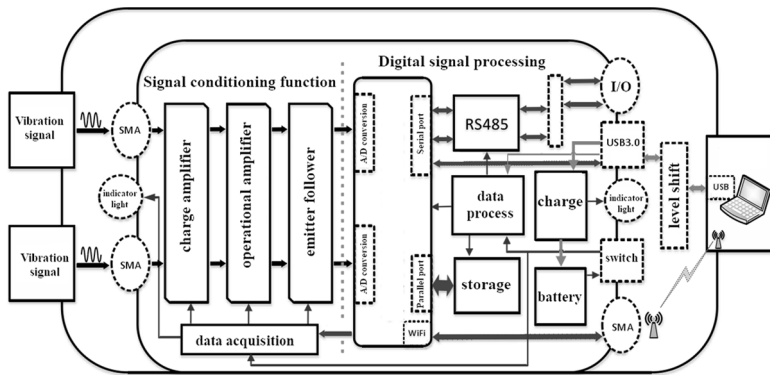 Digital signal processing
Signal conditioning function
Vibration
signal
SMA
charge amplifier
operational amplifier
emitter follower
A/D conversion
Serial port
RS485
I/O
USB3.0
indicator
light
data
process
charge
indicator
light
level shift
USB
Vibration
signal
SMA
A/D conversion
Parallel port
storage
battery
switch
WiFi
SMA
data acquisition